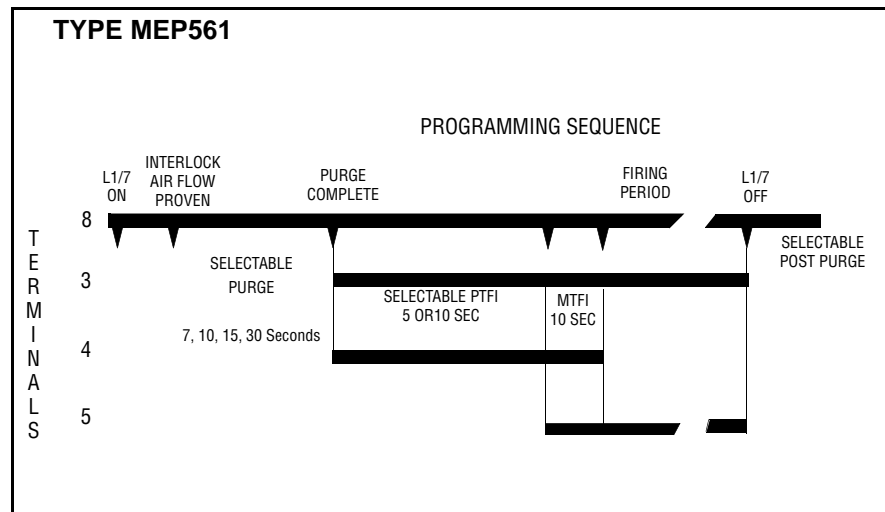 TYPE MEP561
PROGRAMMING SEQUENCE
L1/7
ON
INTERLOCK
AIR FLOW
PROVEN
PURGE
COMPLETE
FIRING
PERIOD
L1/7
OFF
TERMINALS
8
SELECTABLE
POST PURGE
3
SELECTABLE
PURGE
SELECTABLE PTFI
5 OR10 SEC
MTFI
10 SEC
7, 10, 15, 30 Seconds
4
5